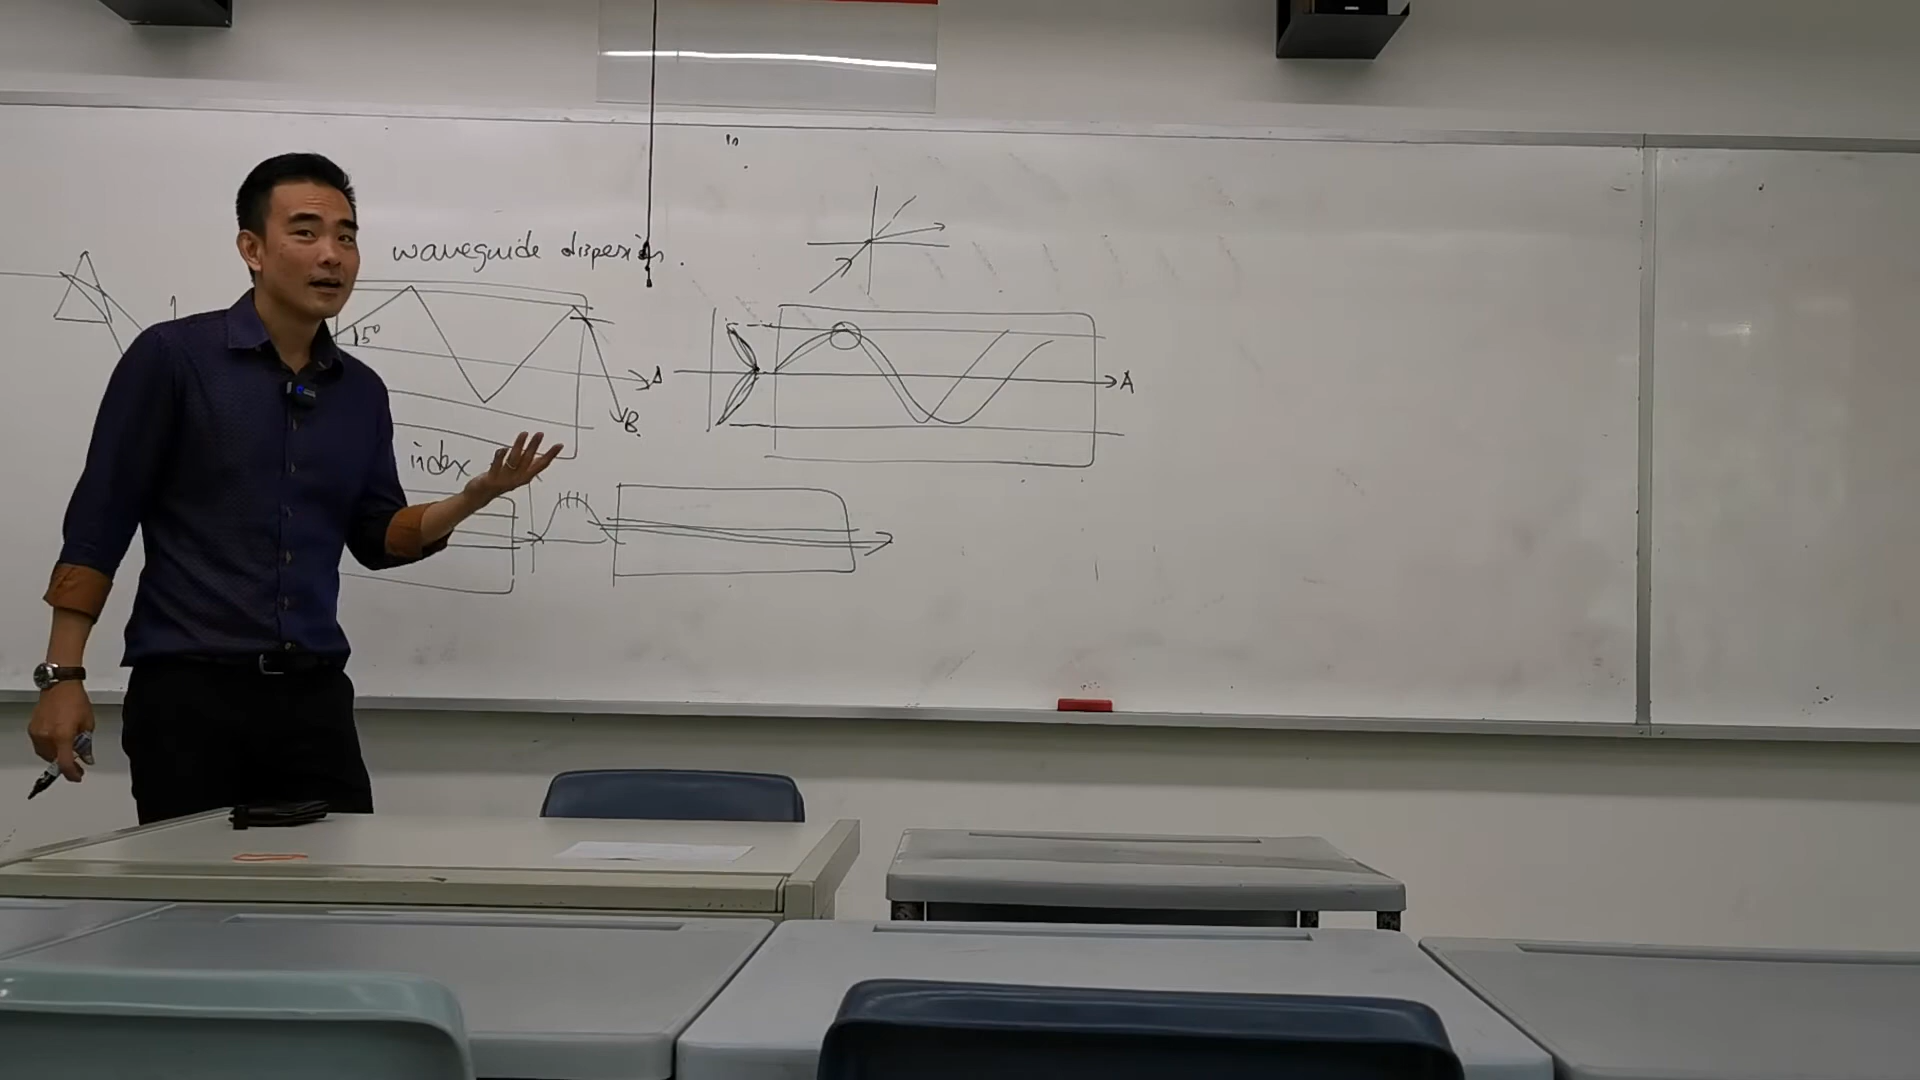 waveguide dispersion.
15°
A
B.
A
index